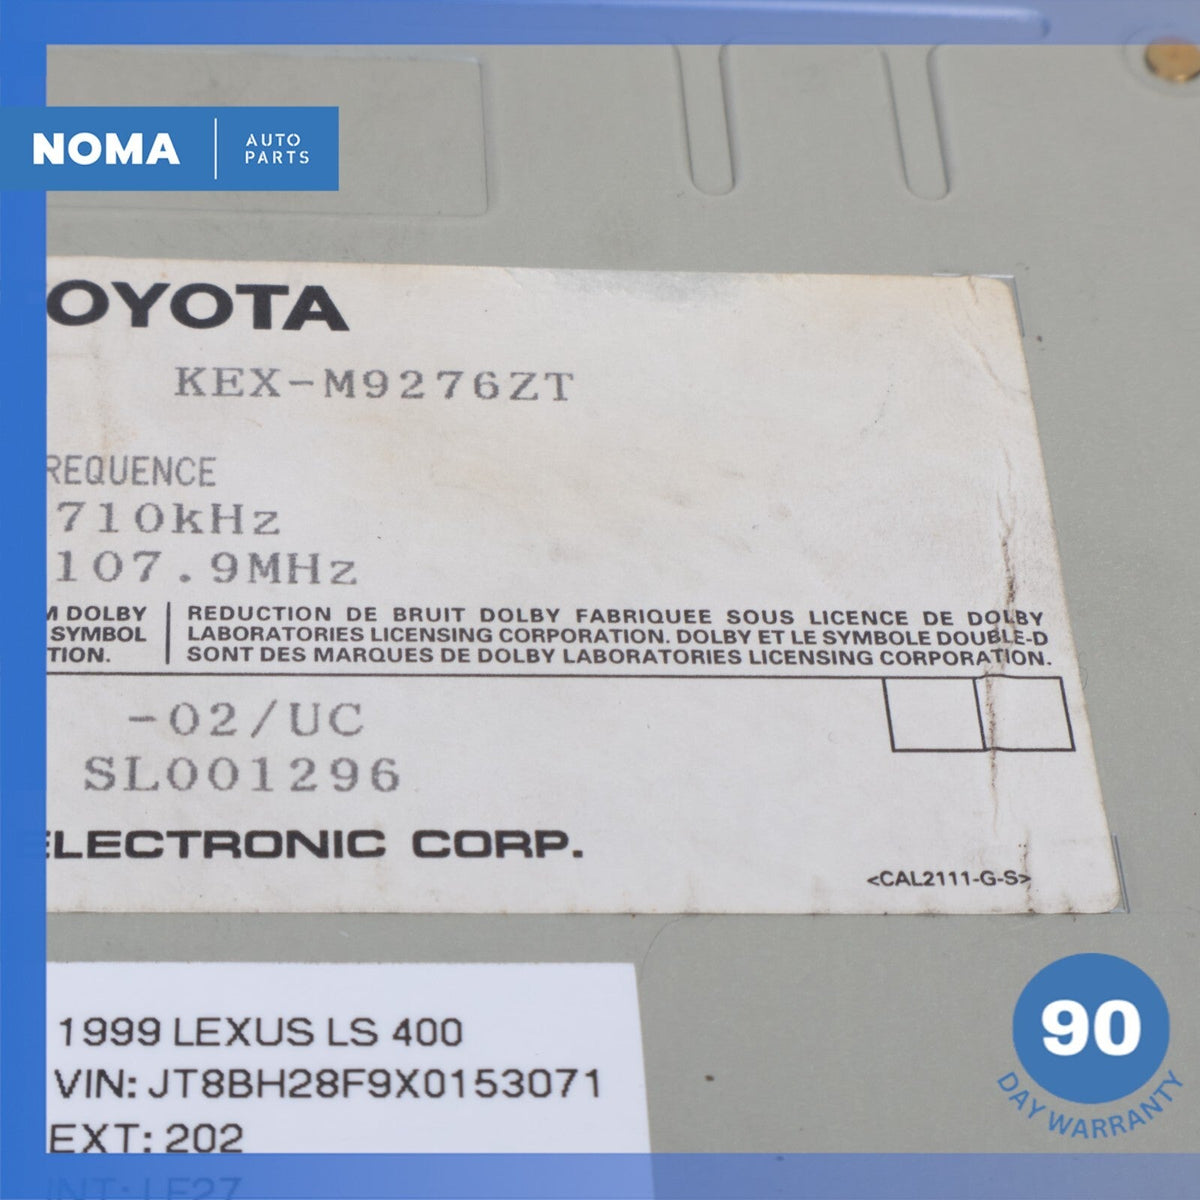 NOMA AUTO PARTS
OYOTA
KEX-M9276ZT
REQUENCE
710kHz
107.9MHz
M DOLBY
SYMBOL
TION.
REDUCTION DE BRUIT DOLBY FABRIQUEE SOUS LICENCE DE DOLBY
LABORATORIES LICENSING CORPORATION. DOLBY ET LE SYMBOLE DOUBLE-D
SONT DES MARQUES DE DOLBY LABORATORIES LICENSING CORPORATION.
-02/UC
SL001296
ELECTRONIC CORP.
<CAL2111-G-S>
1999 LEXUS LS 400
VIN: JT8BH28F9X0153071
EXT: 202
INT: LF27
90
DAY WARRANTY